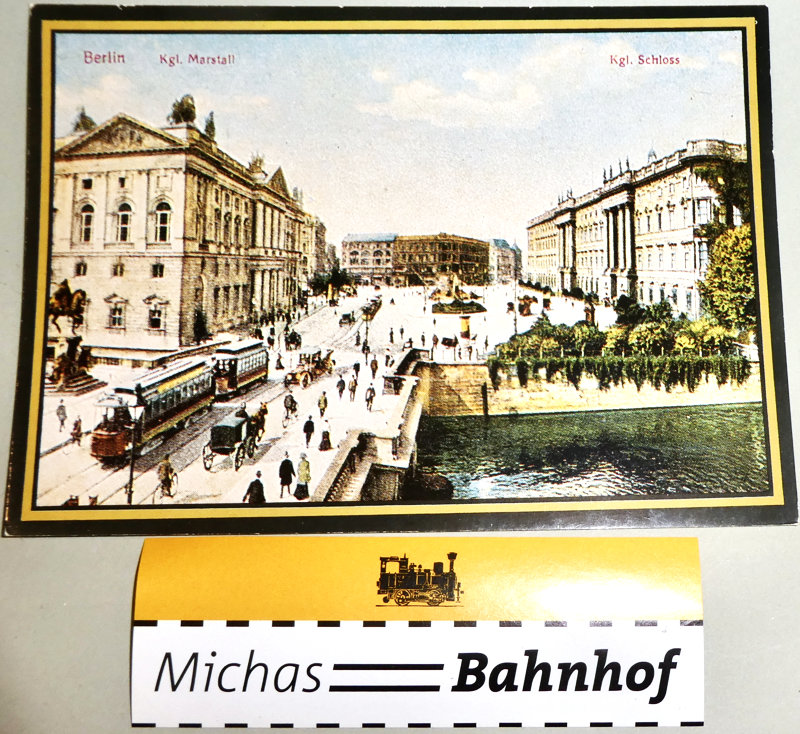 Berlin Kgl. Marstall Kgl. Schloss
Michas Bahnhof